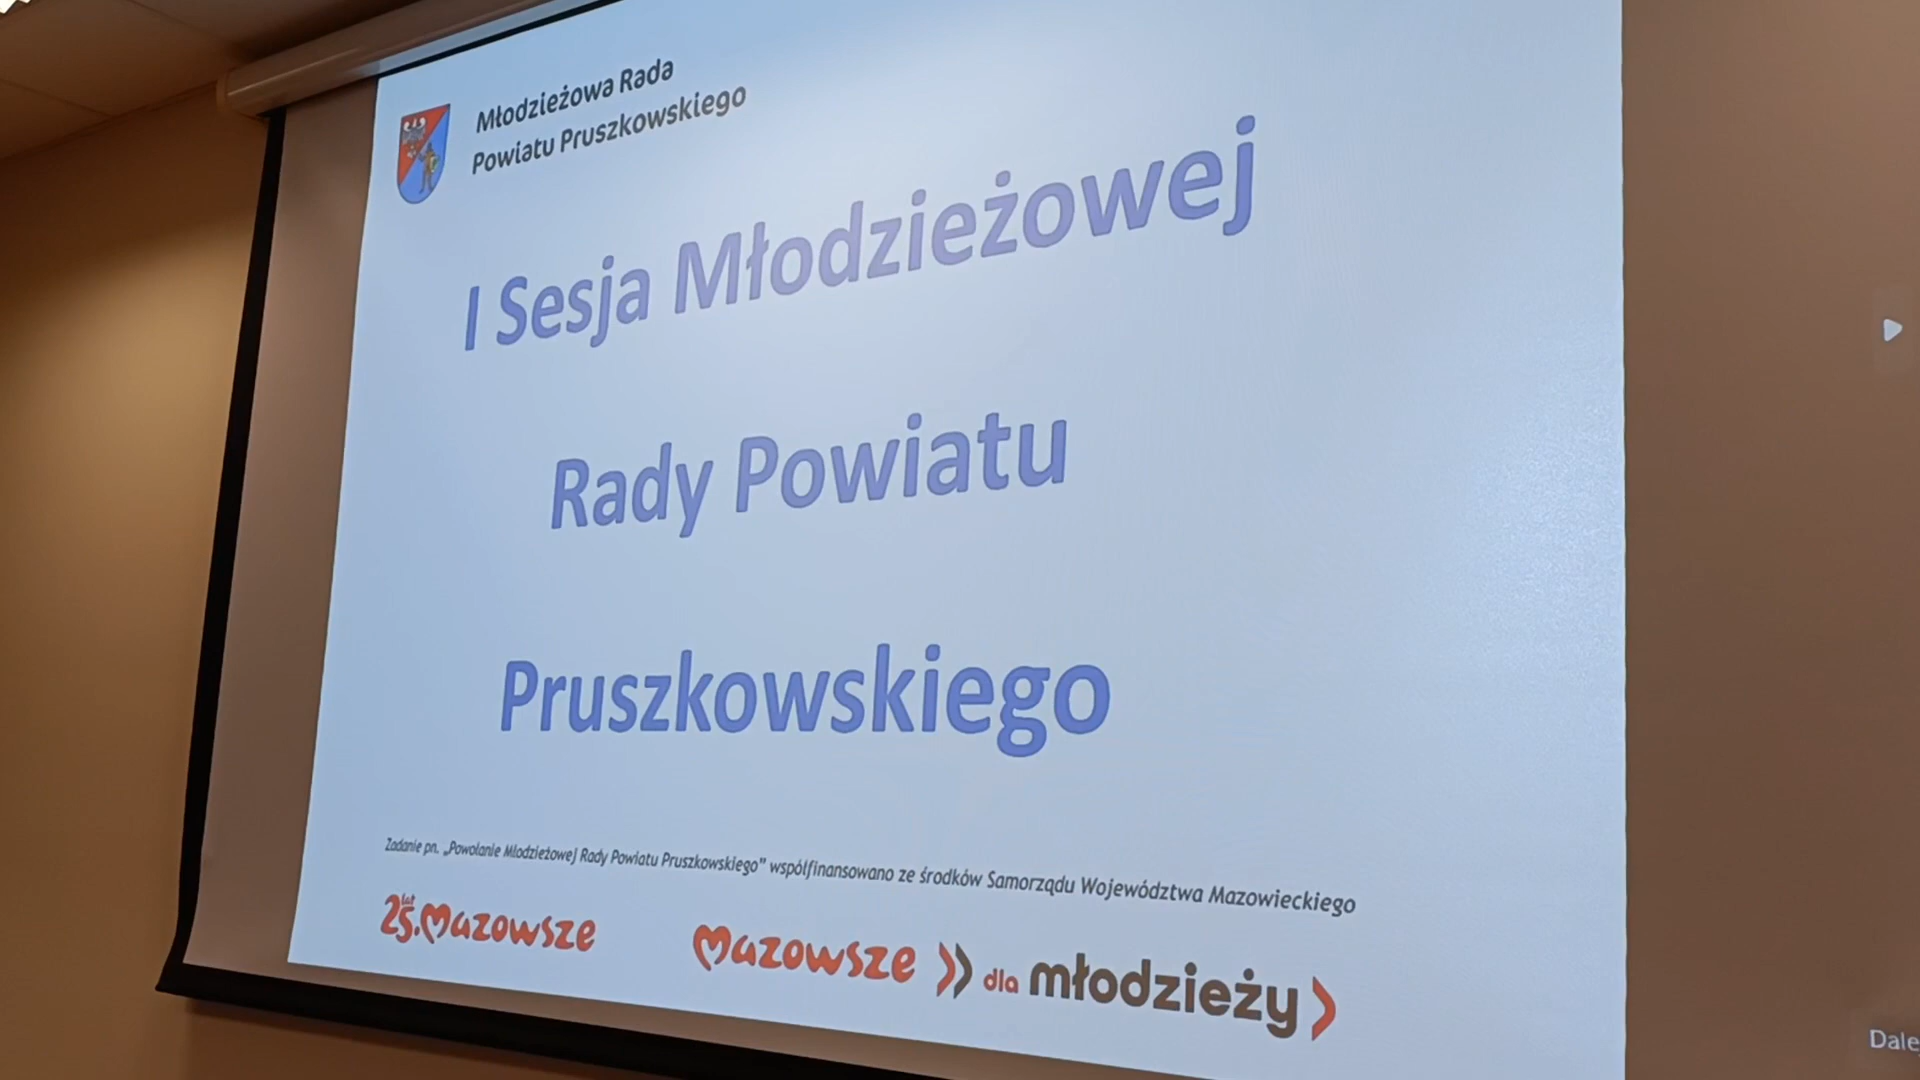 Młodzieżowa Rada
Powiatu Pruszkowskiego
I Sesja Młodzieżowej
Rady Powiatu
Pruszkowskiego
Zadanie pn. „Powołanie Młodzieżowej Rady Powiatu Pruszkowskiego” współfinansowano ze środków Samorządu Województwa Mazowieckiego
25 lat. Mazowsze
Mazowsze dla młodzieży
Dale